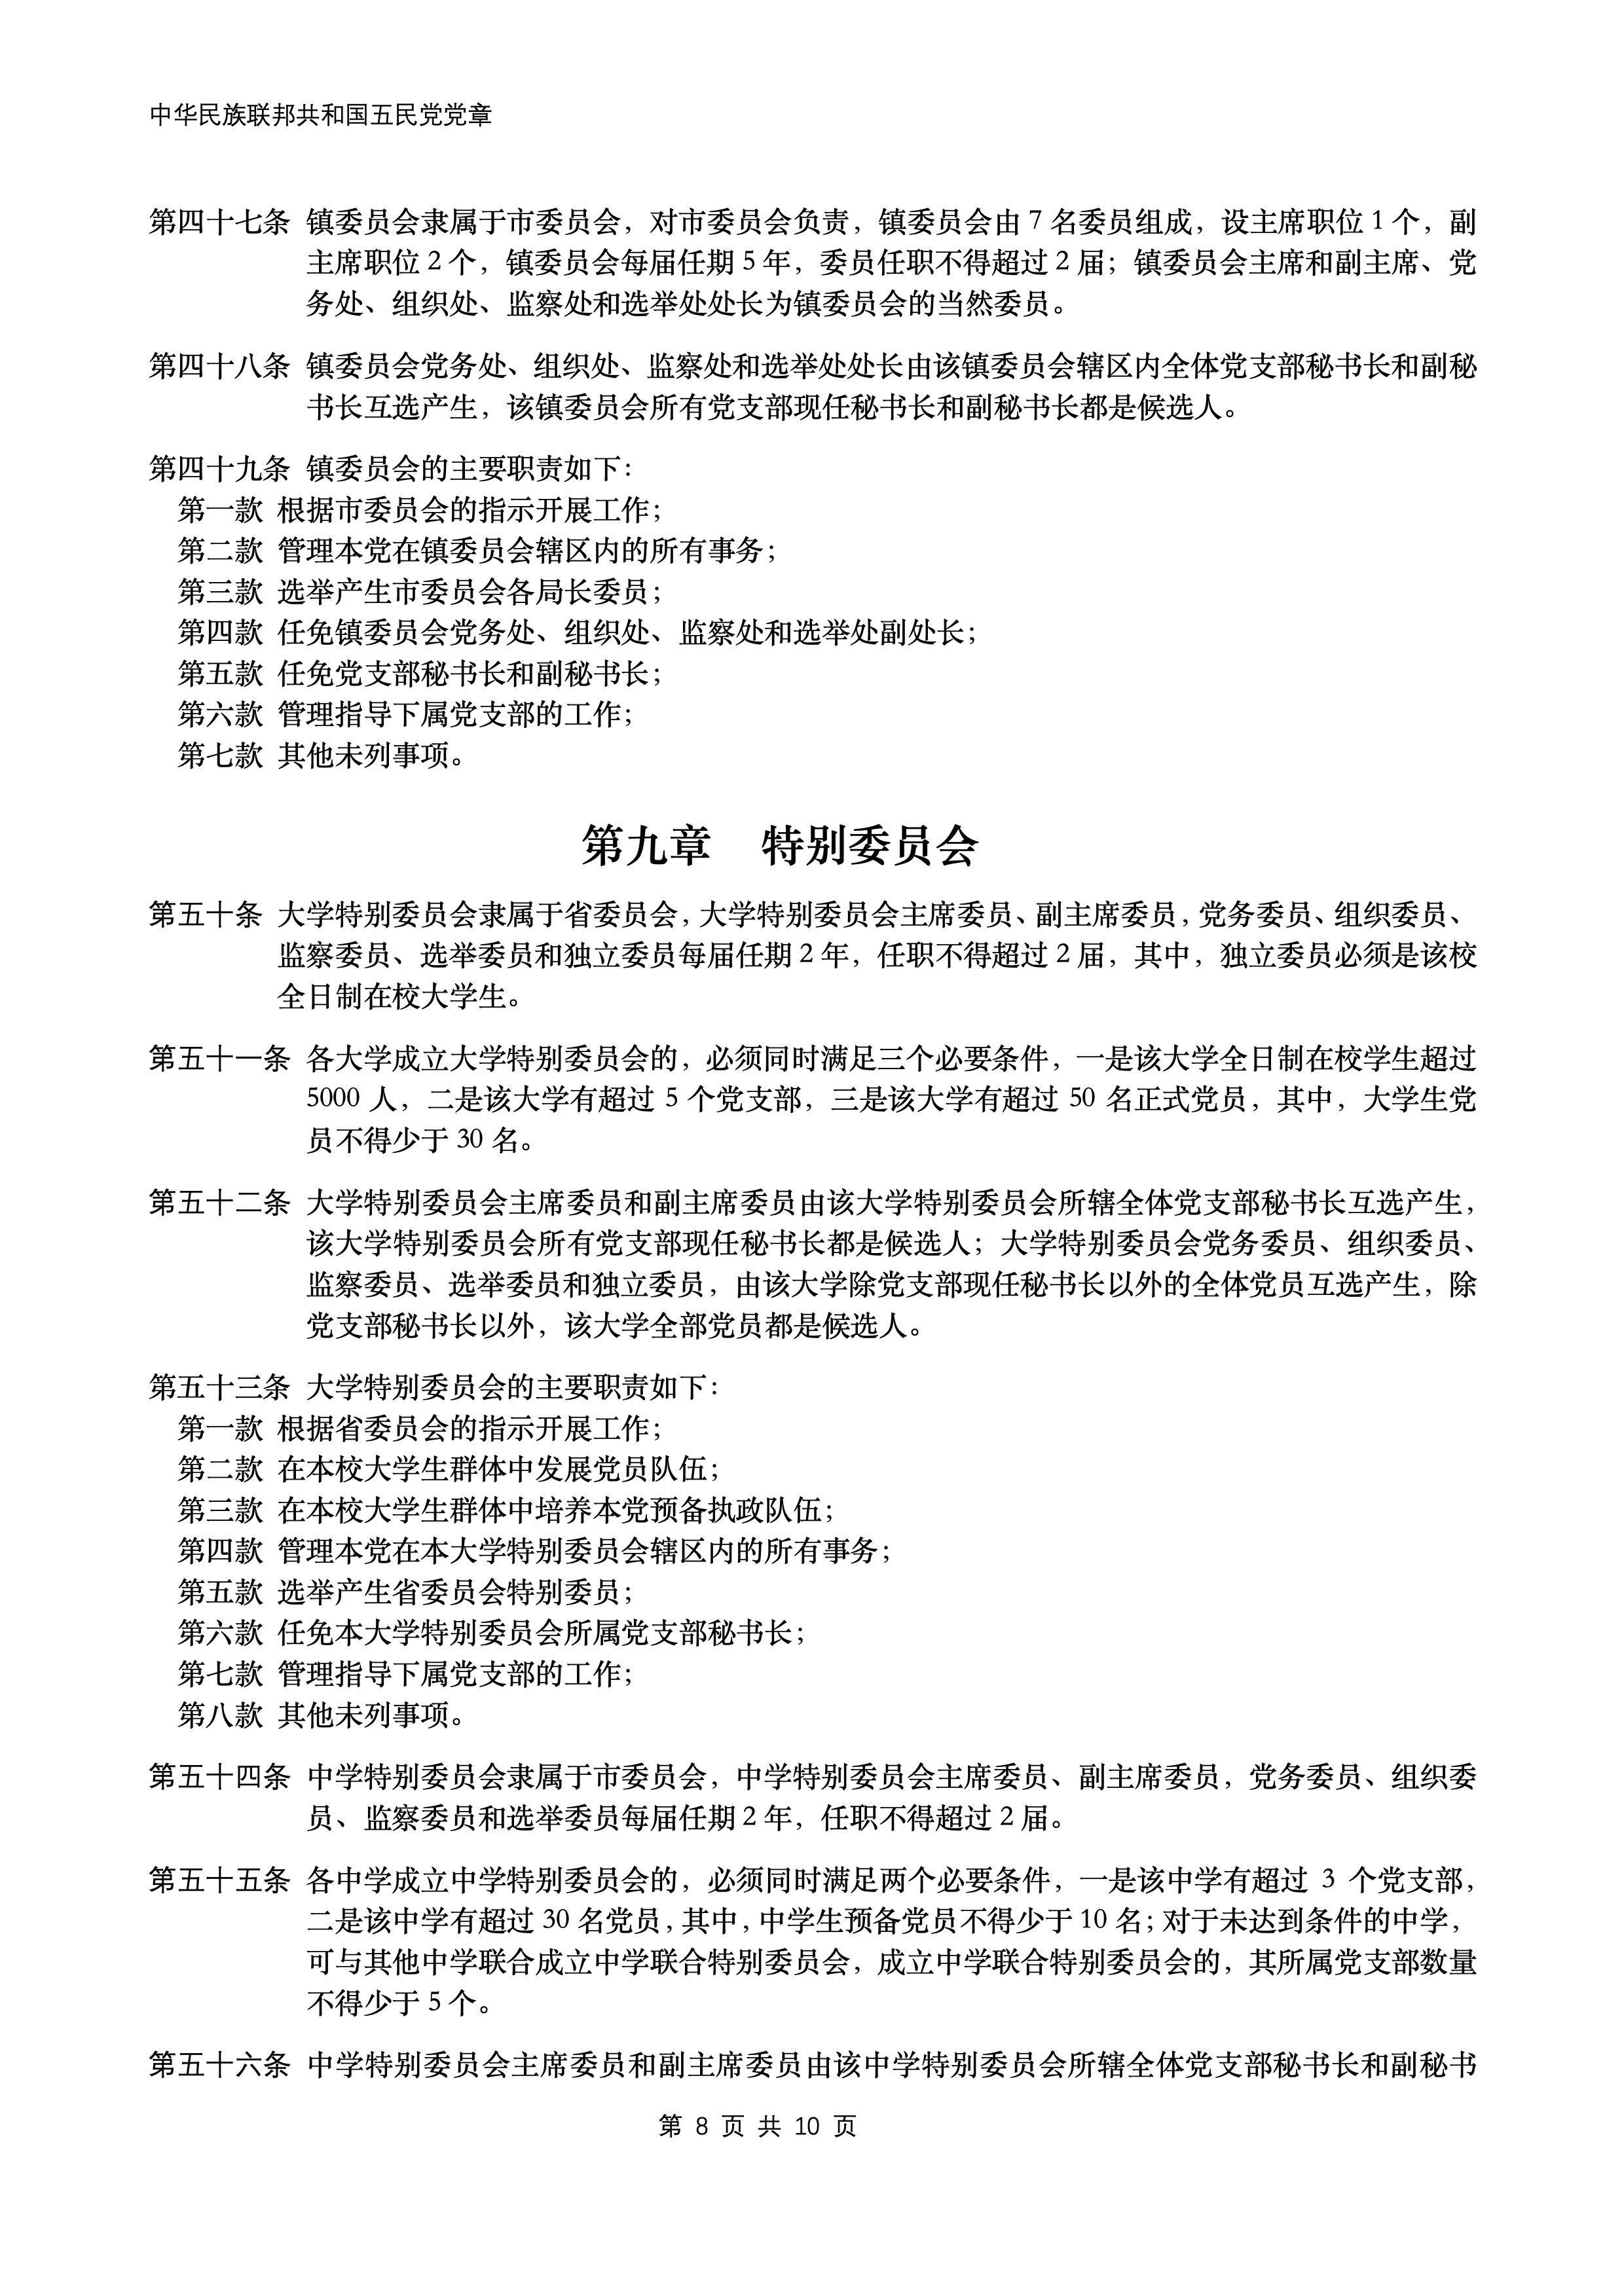 中华民族联邦共和国五民党党章
第四十七条 镇委员会隶属于市委员会，对市委员会负责，镇委员会由 7 名委员组成，设主席职位 1 个，副
主席职位 2 个，镇委员会每届任期 5 年，委员任职不得超过 2 届；镇委员会主席和副主席、党
务处、组织处、监察处和选举处处长为镇委员会的当然委员。
第四十八条 镇委员会党务处、组织处、监察处和选举处处长由该镇委员会辖区内全体党支部秘书长和副秘
书长互选产生，该镇委员会所有党支部现任秘书长和副秘书长都是候选人。
第四十九条 镇委员会的主要职责如下：
第一款 根据市委员会的指示开展工作；
第二款 管理本党在镇委员会辖区内的所有事务；
第三款 选举产生市委员会各局长委员；
第四款 任免镇委员会党务处、组织处、监察处和选举处副处长；
第五款 任免党支部秘书长和副秘书长；
第六款 管理指导下属党支部的工作；
第七款 其他未列事项。
第九章 特别委员会
第五十条 大学特别委员会隶属于省委员会，大学特别委员会主席委员、副主席委员，党务委员、组织委员、
监察委员、选举委员和独立委员每届任期 2 年，任职不得超过 2 届，其中，独立委员必须是该校
全日制在校大学生。
第五十一条 各大学成立大学特别委员会的，必须同时满足三个必要条件，一是该大学全日制在校学生超过
5000 人，二是该大学有超过 5 个党支部，三是该大学有超过 50 名正式党员，其中，大学生党
员不得少于 30 名。
第五十二条 大学特别委员会主席委员和副主席委员由该大学特别委员会所辖全体党支部秘书长互选产生，
该大学特别委员会所有党支部现任秘书长都是候选人；大学特别委员会党务委员、组织委员、
监察委员、选举委员和独立委员，由该大学除党支部现任秘书长以外的全体党员互选产生，除
党支部秘书长以外，该大学全部党员都是候选人。
第五十三条 大学特别委员会的主要职责如下：
第一款 根据省委员会的指示开展工作；
第二款 在本校大学生群体中发展党员队伍；
第三款 在本校大学生群体中培养本党预备执政队伍；
第四款 管理本党在本大学特别委员会辖区内的所有事务；
第五款 选举产生省委员会特别委员；
第六款 任免本大学特别委员会所属党支部秘书长；
第七款 管理指导下属党支部的工作；
第八款 其他未列事项。
第五十四条 中学特别委员会隶属于市委员会，中学特别委员会主席委员、副主席委员，党务委员、组织委
员、监察委员和选举委员每届任期 2 年，任职不得超过 2 届。
第五十五条 各中学成立中学特别委员会的，必须同时满足两个必要条件，一是该中学有超过 3 个党支部，
二是该中学有超过 30 名党员，其中，中学生预备党员不得少于 10 名；对于未达到条件的中学，
可与其他中学联合成立中学联合特别委员会，成立中学联合特别委员会的，其所属党支部数量
不得少于 5 个。
第五十六条 中学特别委员会主席委员和副主席委员由该中学特别委员会所辖全体党支部秘书长和副秘书
第 8 页 共 10 页